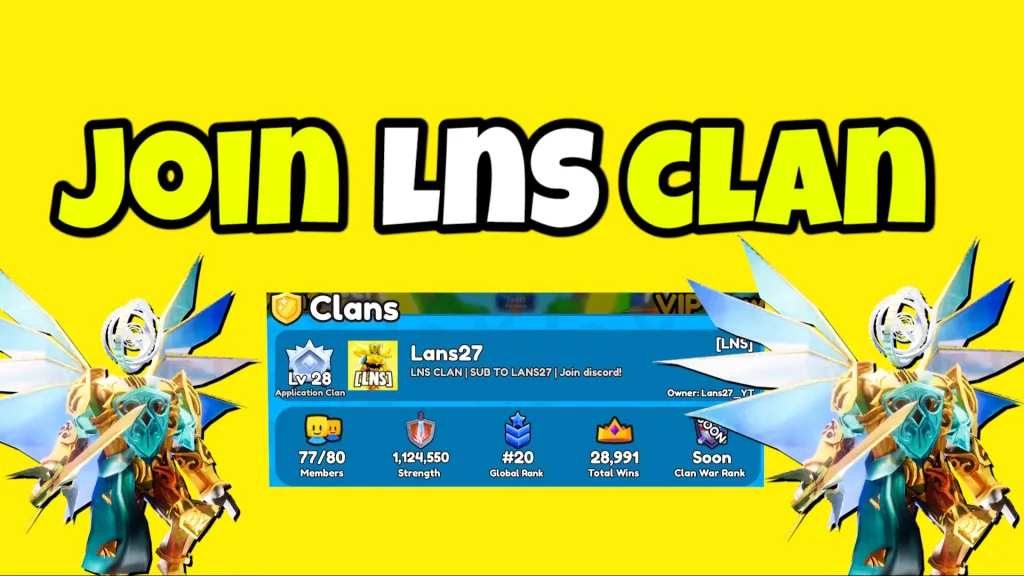 JOIN LNS CLAN
Clans
VIP
[LNS]
Lans27
LNS CLAN | SUB TO LANS27 | Join discord!
[LNS]
Lv 28
Application Clan
Owner: Lans27_YT
SOON
77/80
1,124,550
#20
28,991
Soon
Members
Strength
Global Rank
Total Wins
Clan War Rank